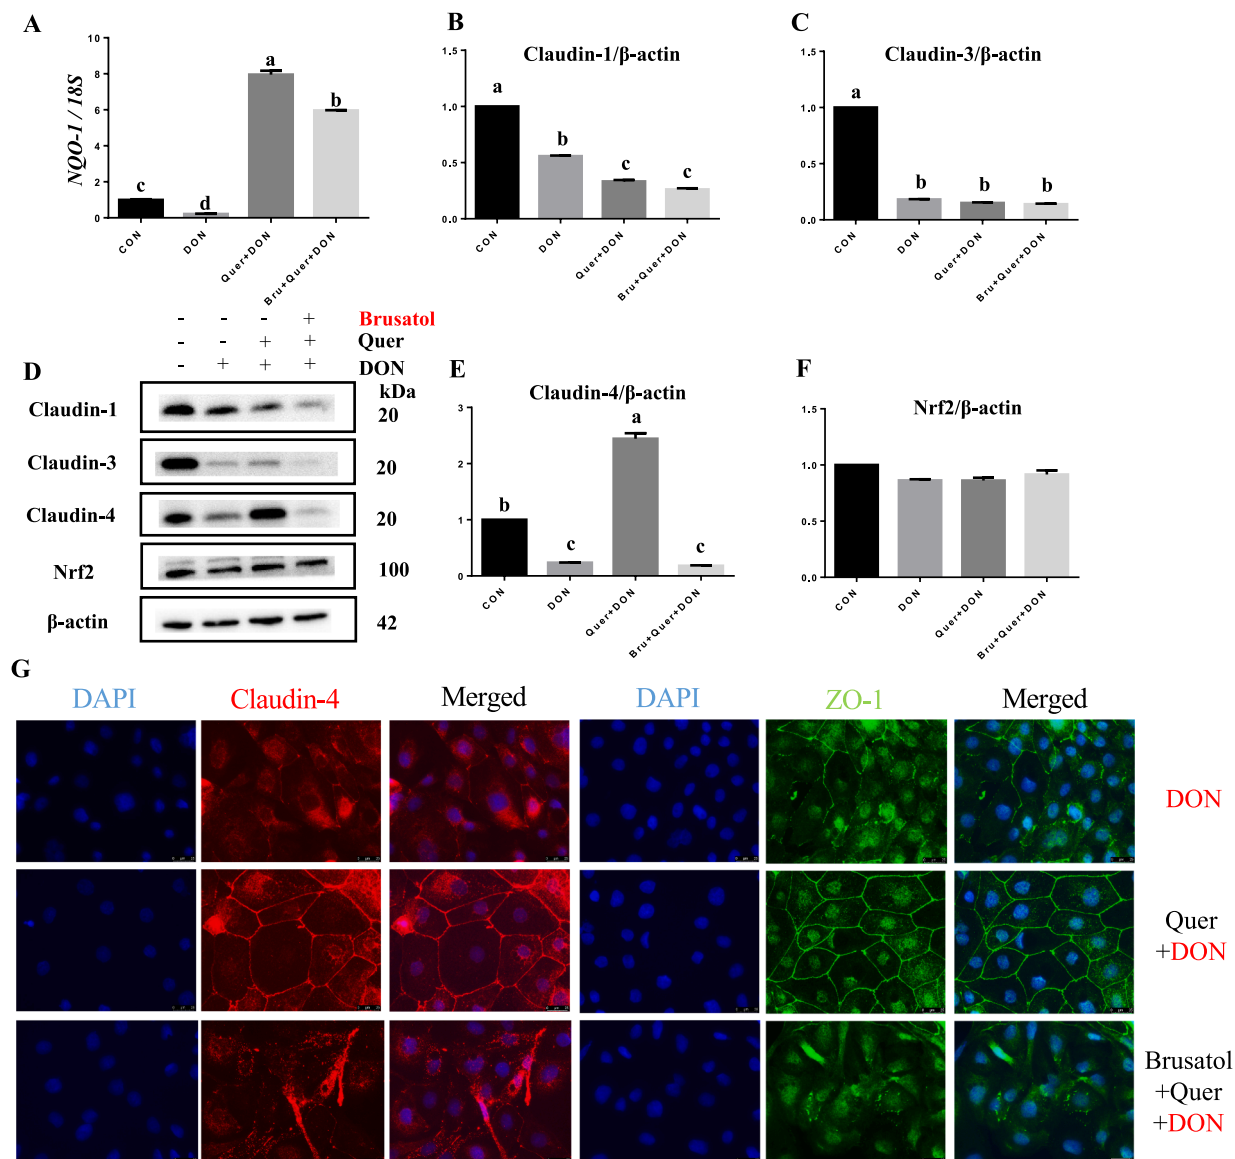 A
B
C
NQO-1 / 18S
10
8
6
4
2
0
c
d
a
b
CON
DON
Quer+DON
Bru+Quer+DON
Claudin-1/β-actin
1.5
1.0
0.5
0.0
a
b
c
c
CON
DON
Quer+DON
Bru+Quer+DON
Claudin-3/β-actin
1.5
1.0
0.5
0.0
a
b
b
b
CON
DON
Quer+DON
Bru+Quer+DON
D
- - - + Brusatol
- - + + Quer
- + + + DON
kDa
Claudin-1 20
Claudin-3 20
Claudin-4 20
Nrf2 100
β-actin 42
E
Claudin-4/β-actin
3
2
1
0
b
c
a
c
CON
DON
Quer+DON
Bru+Quer+DON
F
Nrf2/β-actin
1.5
1.0
0.5
0.0
CON
DON
Quer+DON
Bru+Quer+DON
G
DAPI Claudin-4 Merged DAPI ZO-1 Merged
DON
Quer
+DON
Brusatol
+Quer
+DON